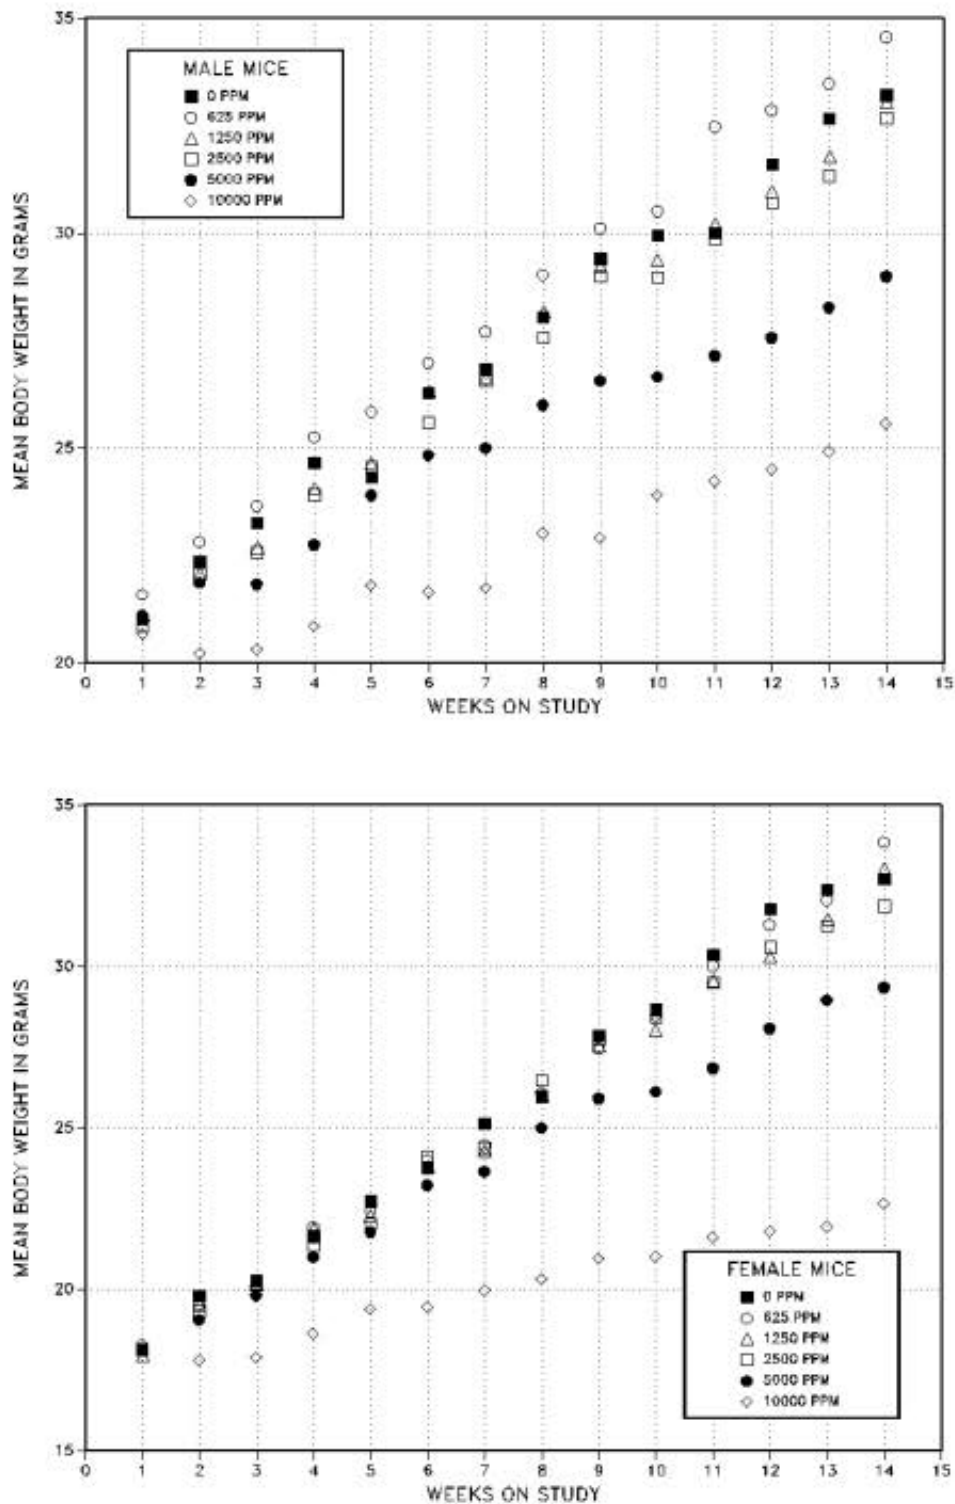 35
30
25
20
MEAN BODY WEIGHT IN GRAMS
MALE MICE
0 PPM
625 PPM
1250 PPM
2500 PPM
5000 PPM
10000 PPM
0 1 2 3 4 5 6 7 8 9 10 11 12 13 14 15
WEEKS ON STUDY
35
30
25
20
15
MEAN BODY WEIGHT IN GRAMS
FEMALE MICE
0 PPM
625 PPM
1250 PPM
2500 PPM
5000 PPM
10000 PPM
0 1 2 3 4 5 6 7 8 9 10 11 12 13 14 15
WEEKS ON STUDY